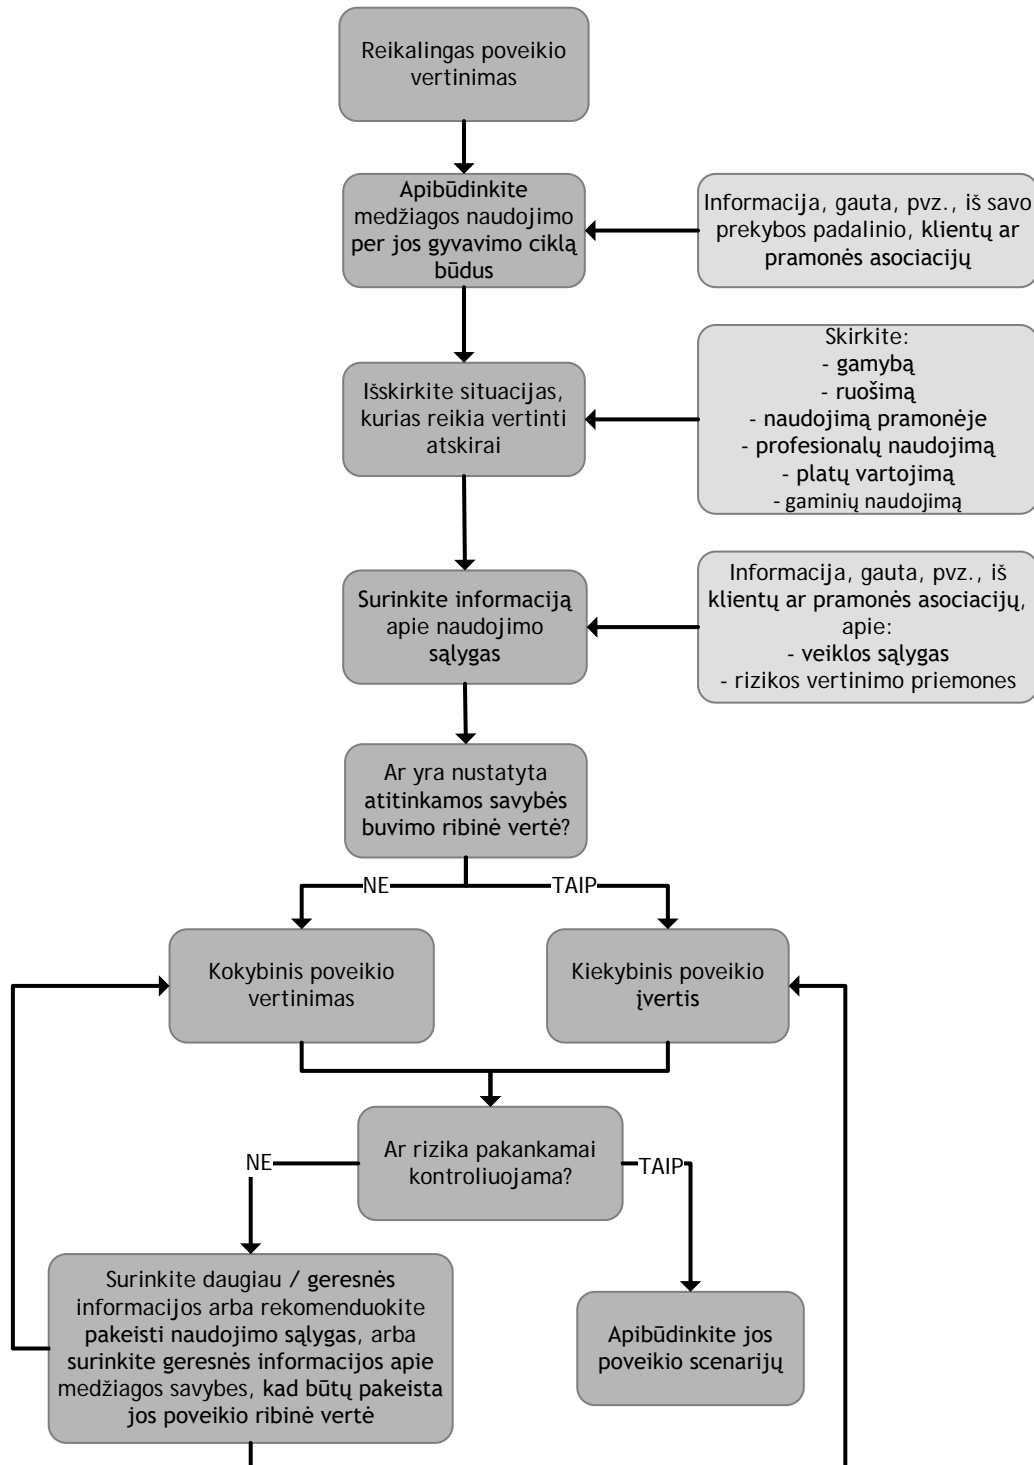 Reikalingas poveikio
vertinimas
Apibūdinkite
medžiagos naudojimo
per jos gyvavimo ciklą
būdus
Informacija, gauta, pvz., iš savo
prekybos padalinio, klientų ar
pramonės asociacijų
Išskirkite situacijas,
kurias reikia vertinti
atskirai
Skirkite:
- gamybą
- ruošimą
- naudojimą pramonėje
- profesionalų naudojimą
- platų vartojimą
- gaminių naudojimą
Surinkite informaciją
apie naudojimo
sąlygas
Informacija, gauta, pvz., iš
klientų ar pramonės asociacijų,
apie:
- veiklos sąlygas
- rizikos vertinimo priemones
Ar yra nustatyta
atitinkamos savybės
buvimo ribinė vertė?
NE
TAIP
Kokybinis poveikio
vertinimas
Kiekybinis poveikio
įvertis
Ar rizika pakankamai
kontroliuojama?
NE
TAIP
Surinkite daugiau / geresnės
informacijos arba rekomenduokite
pakeisti naudojimo sąlygas, arba
surinkite geresnės informacijos apie
medžiagos savybes, kad būtų pakeista
jos poveikio ribinė vertė
Apibūdinkite jos
poveikio scenarijų